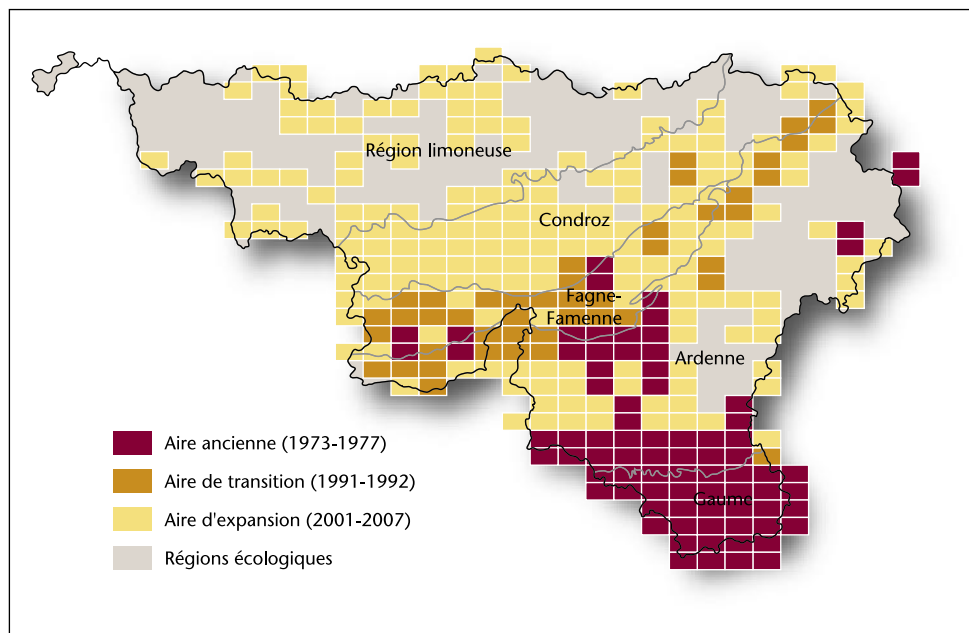 Région limoneuse
Condroz
Fagne-
Famenne
Ardenne
Gaume
Aire ancienne (1973-1977)
Aire de transition (1991-1992)
Aire d'expansion (2001-2007)
Régions écologiques